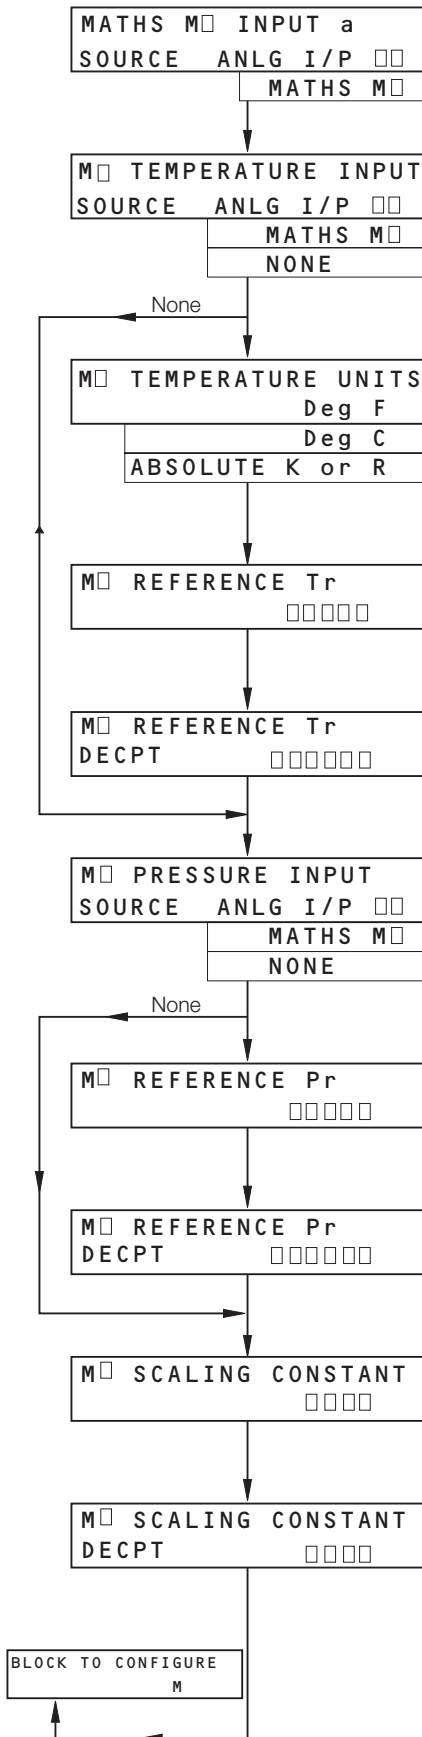 MATHS M□ INPUT a
SOURCE ANLG I/P □□
MATHS M□
M□ TEMPERATURE INPUT
SOURCE ANLG I/P □□
MATHS M□
NONE
None
M□ TEMPERATURE UNITS
Deg F
Deg C
ABSOLUTE K or R
M□ REFERENCE Tr
□□□□□
M□ REFERENCE Tr
DECPT □□□□□□
M□ PRESSURE INPUT
SOURCE ANLG I/P □□
MATHS M□
NONE
None
M□ REFERENCE Pr
□□□□□
M□ REFERENCE Pr
DECPT □□□□□□
M□ SCALING CONSTANT
□□□□
M□ SCALING CONSTANT
DECPT □□□□
BLOCK TO CONFIGURE
M